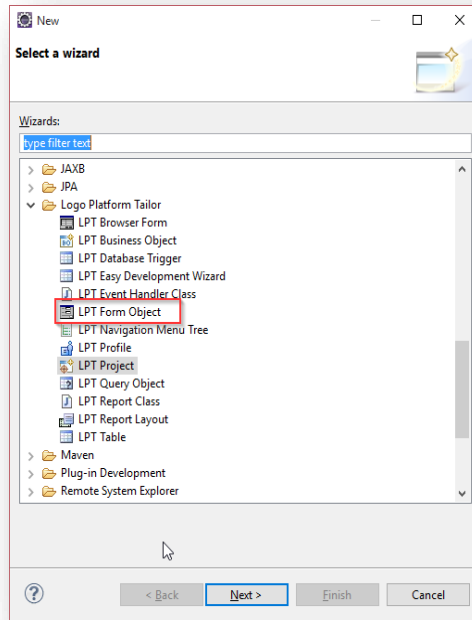 New
Select a wizard
Wizards:
type filter text
JAXB
JPA
Logo Platform Tailor
LPT Browser Form
LPT Business Object
LPT Database Trigger
LPT Easy Development Wizard
LPT Event Handler Class
LPT Form Object
LPT Navigation Menu Tree
LPT Profile
LPT Project
LPT Query Object
LPT Report Class
LPT Report Layout
LPT Table
Maven
Plug-in Development
Remote System Explorer
? < Back Next > Finish Cancel